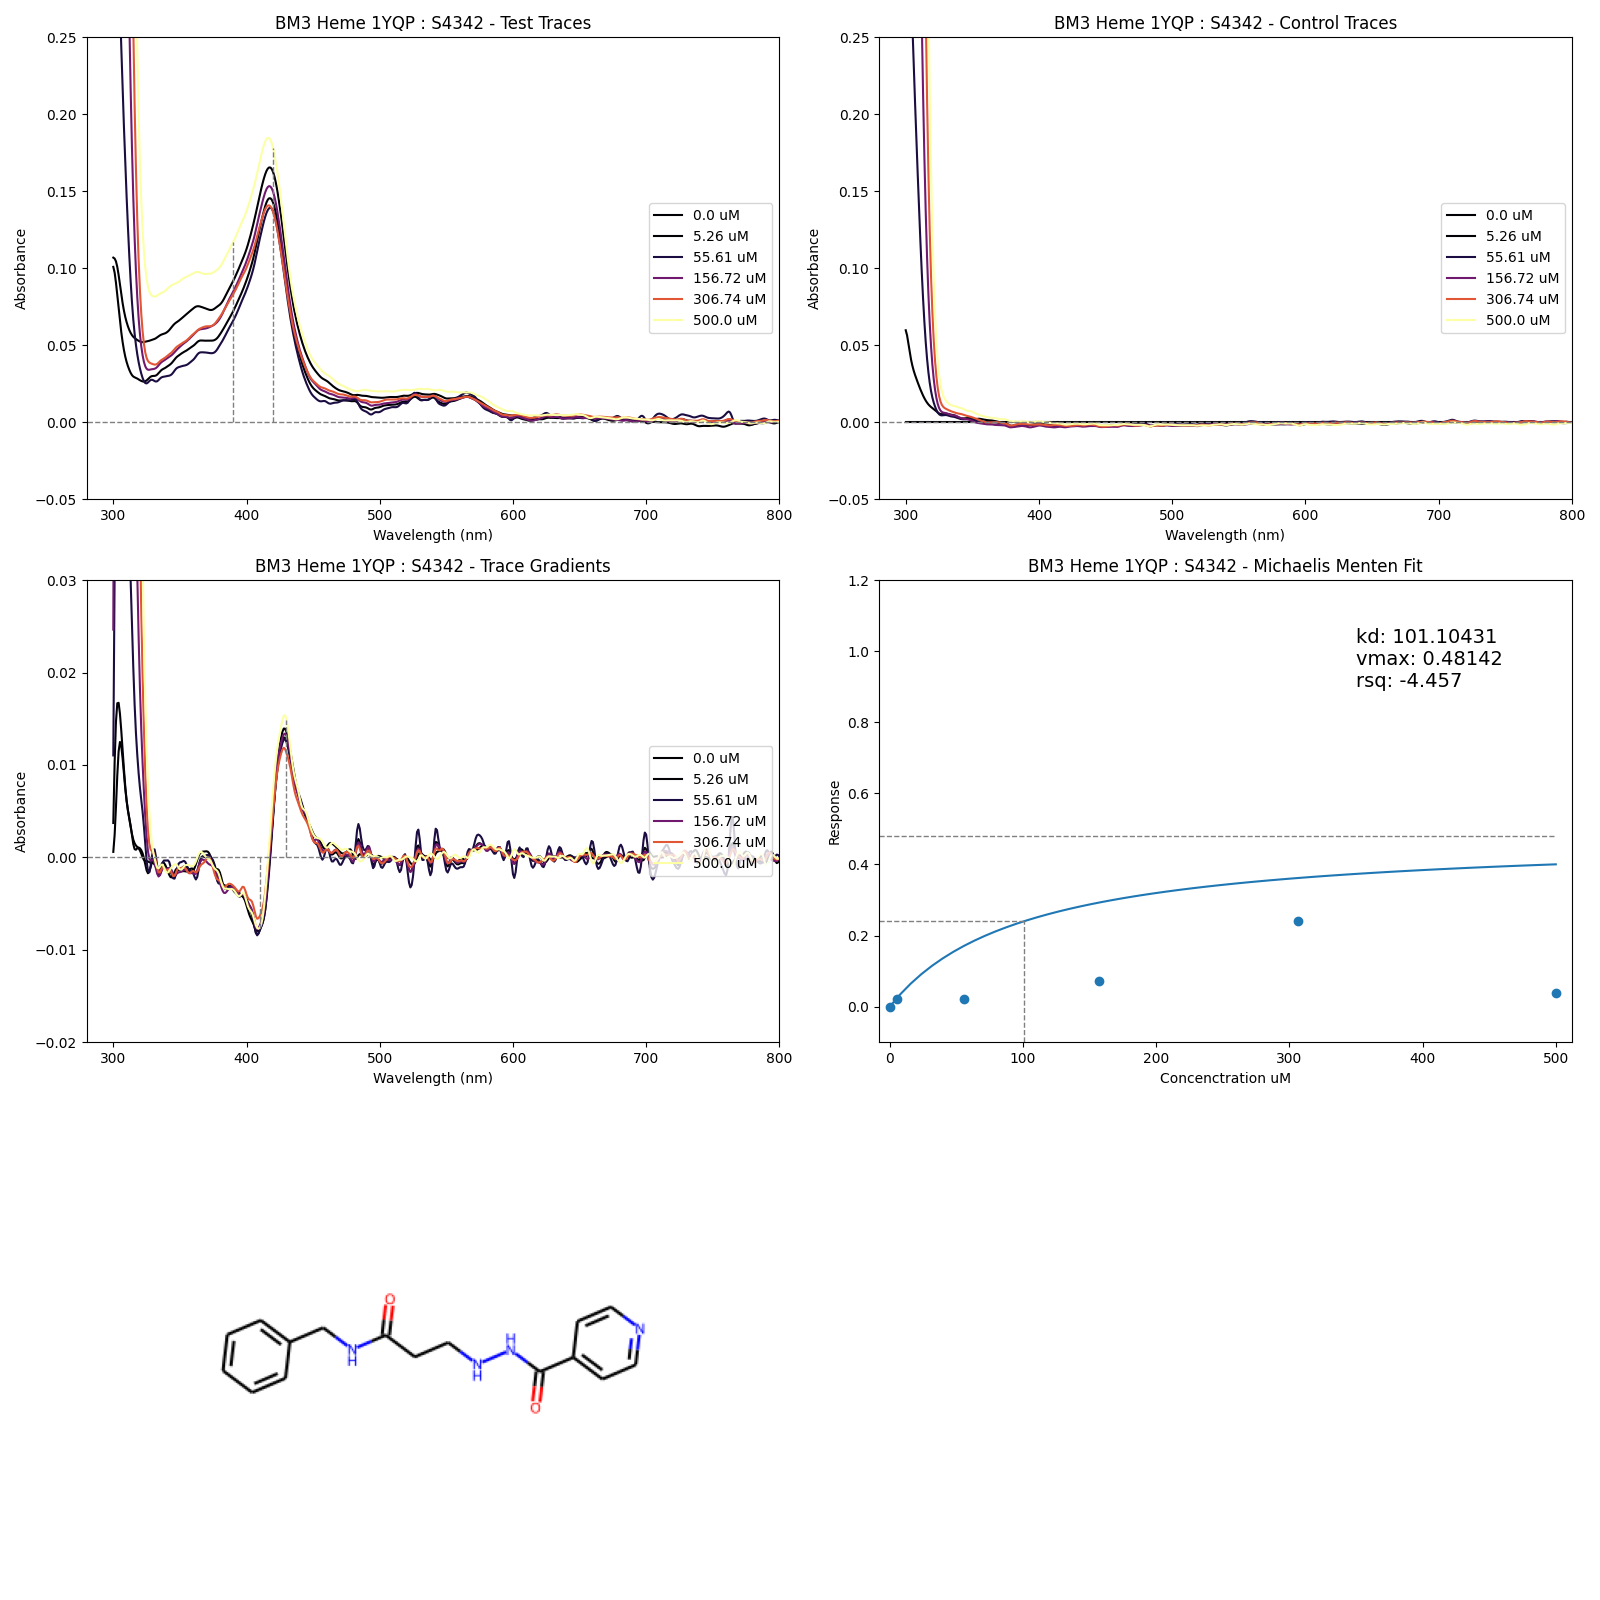 BM3 Heme 1YQP : S4342 - Test Traces
0.25
0.20
0.15
0.10
0.05
0.00
−0.05
Absorbance
300
400
500
600
700
800
Wavelength (nm)
0.0 uM
5.26 uM
55.61 uM
156.72 uM
306.74 uM
500.0 uM
BM3 Heme 1YQP : S4342 - Control Traces
0.25
0.20
0.15
0.10
0.05
0.00
−0.05
Absorbance
300
400
500
600
700
800
Wavelength (nm)
0.0 uM
5.26 uM
55.61 uM
156.72 uM
306.74 uM
500.0 uM
BM3 Heme 1YQP : S4342 - Trace Gradients
0.03
0.02
0.01
0.00
−0.01
−0.02
Absorbance
300
400
500
600
700
800
Wavelength (nm)
0.0 uM
5.26 uM
55.61 uM
156.72 uM
306.74 uM
500.0 uM
BM3 Heme 1YQP : S4342 - Michaelis Menten Fit
1.2
1.0
0.8
0.6
0.4
0.2
0.0
Response
kd: 101.10431
vmax: 0.48142
rsq: -4.457
0
100
200
300
400
500
Concenctration uM
O
N
H
N
H
H
N
O
N